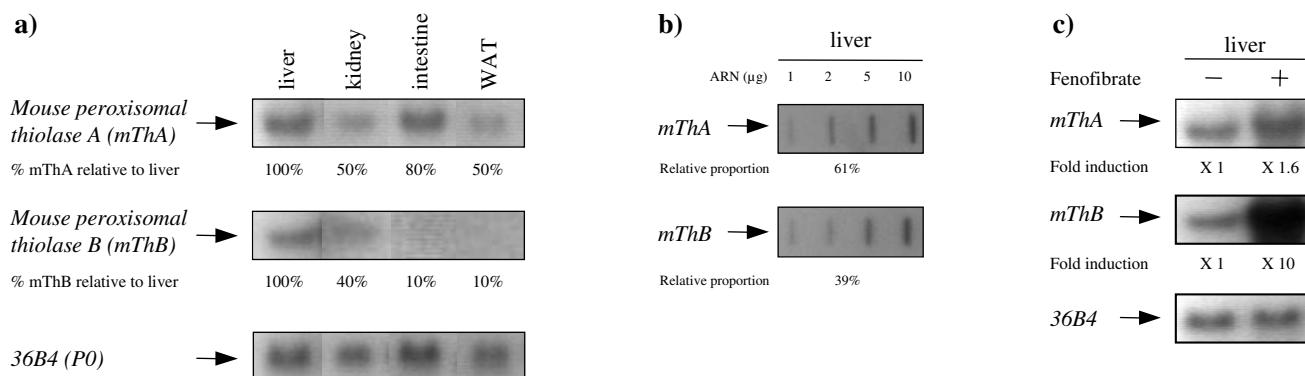 a)
liver
kidney
intestine
WAT
Mouse peroxisomal
thiolase A (mThA)
% mThA relative to liver
100% 50% 80% 50%
Mouse peroxisomal
thiolase B (mThB)
% mThB relative to liver
100% 40% 10% 10%
36B4 (P0)
b)
liver
ARN (µg) 1 2 5 10
mThA
Relative proportion 61%
mThB
Relative proportion 39%
c)
liver
Fenofibrate − +
mThA
Fold induction X 1 X 1.6
mThB
Fold induction X 1 X 10
36B4